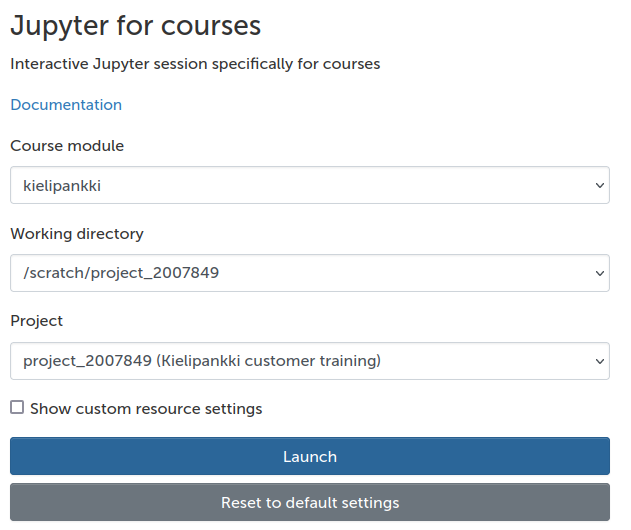 Jupyter for courses
Interactive Jupyter session specifically for courses
Documentation
Course module
kielipankki
Working directory
/scratch/project_2007849
Project
project_2007849 (Kielipankki customer training)
Show custom resource settings
Launch
Reset to default settings